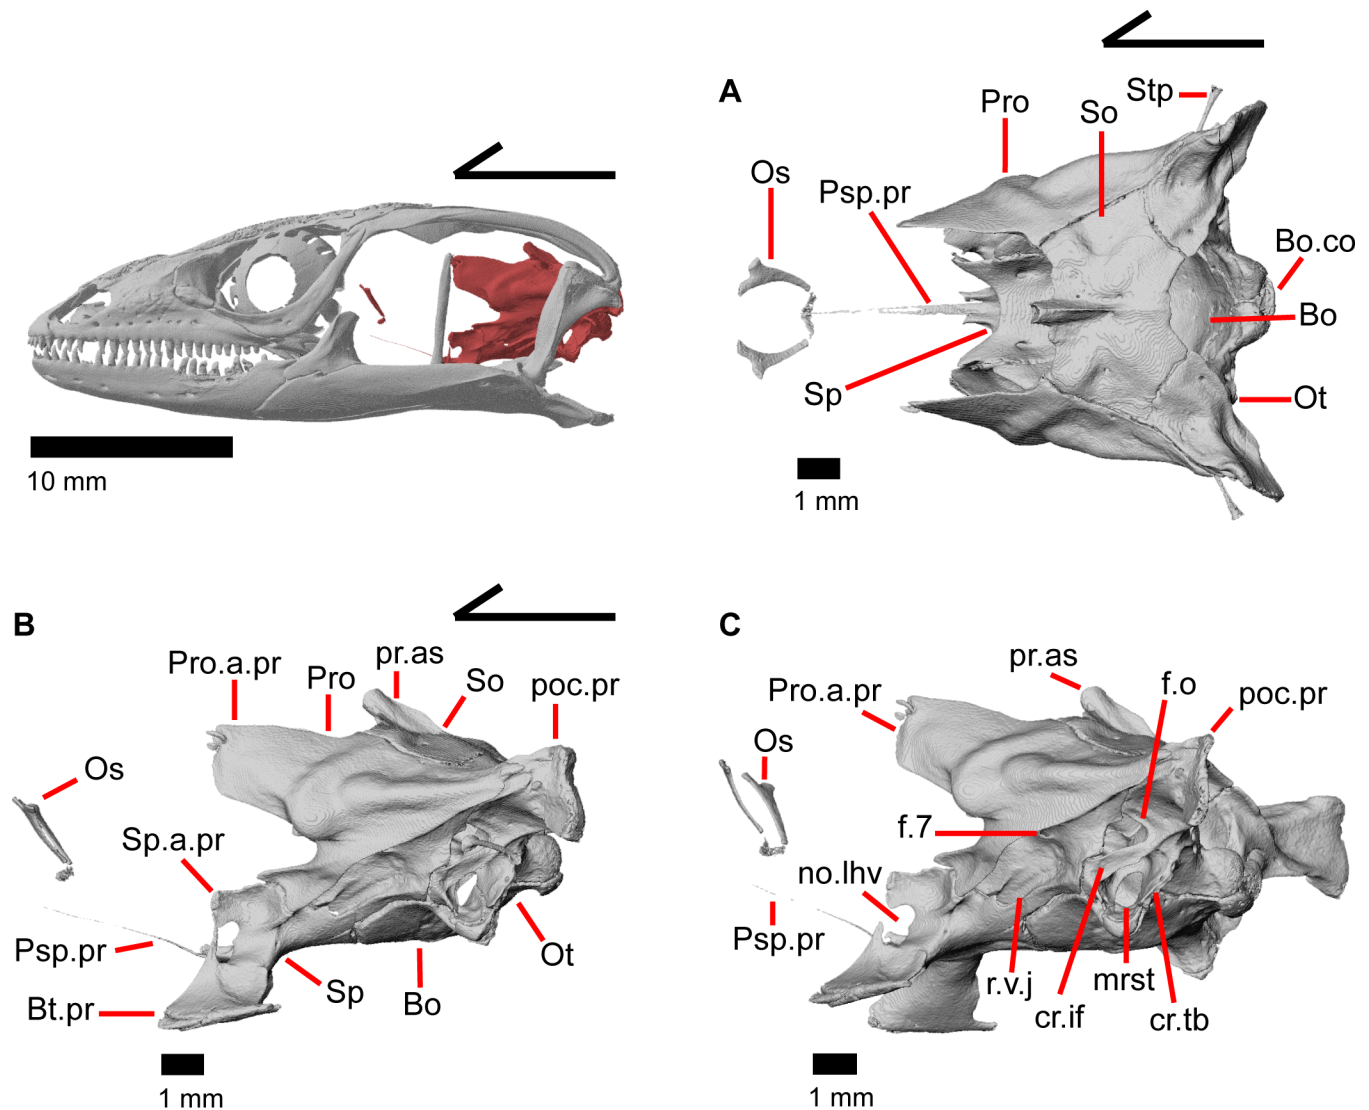 10 mm
A
Stp
Pro
So
Os
Psp.pr
Bo.co
Bo
Sp
Ot
1 mm
B
pr.as
Pro.a.pr
Pro
So
poc.pr
Os
Sp.a.pr
Psp.pr
Ot
Sp
Bo
Bt.pr
1 mm
C
pr.as
f.o
Pro.a.pr
poc.pr
Os
f.7
no.lhv
Psp.pr
r.v.j
mrst
cr.if
cr.tb
1 mm